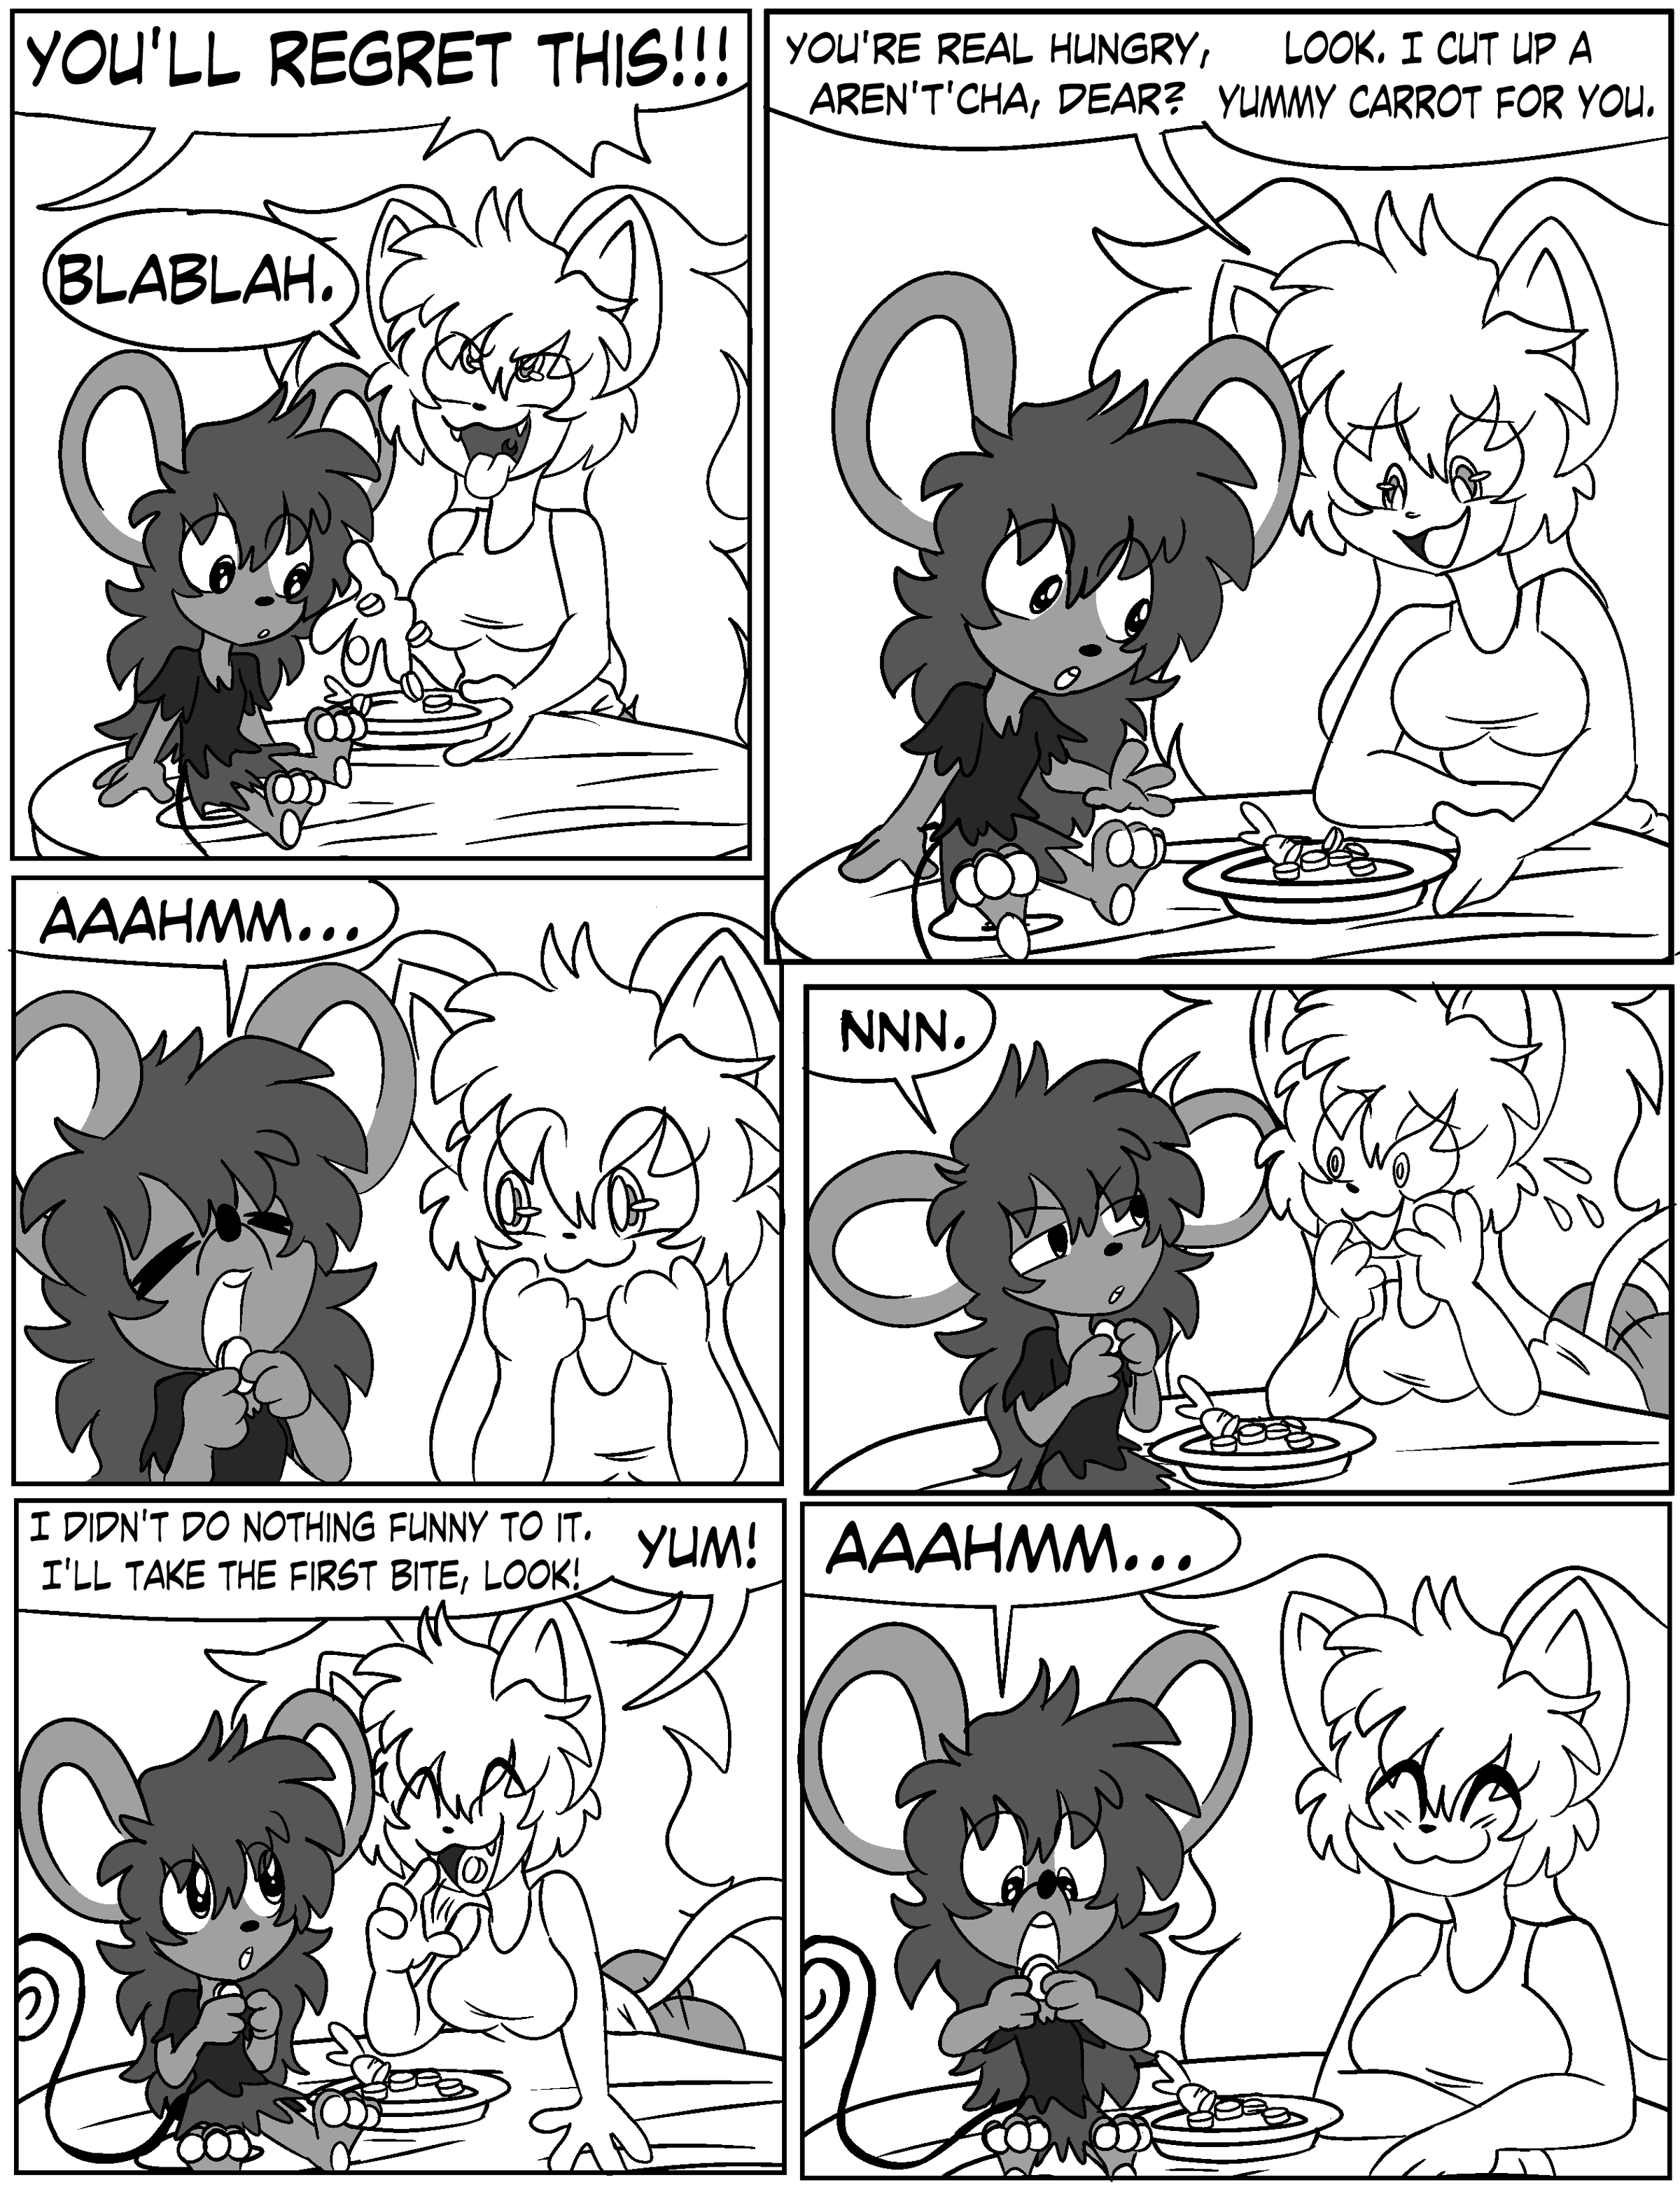 YOU'LL REGRET THIS!!!
BLABLAH.
YOU'RE REAL HUNGRY,
AREN'T'CHA, DEAR?
LOOK. I CUT UP A
YUMMY CARROT FOR YOU.
AAAHMM...
NNN.
I DIDN'T DO NOTHING FUNNY TO IT.
I'LL TAKE THE FIRST BITE, LOOK!
YUM!
AAAHMM...